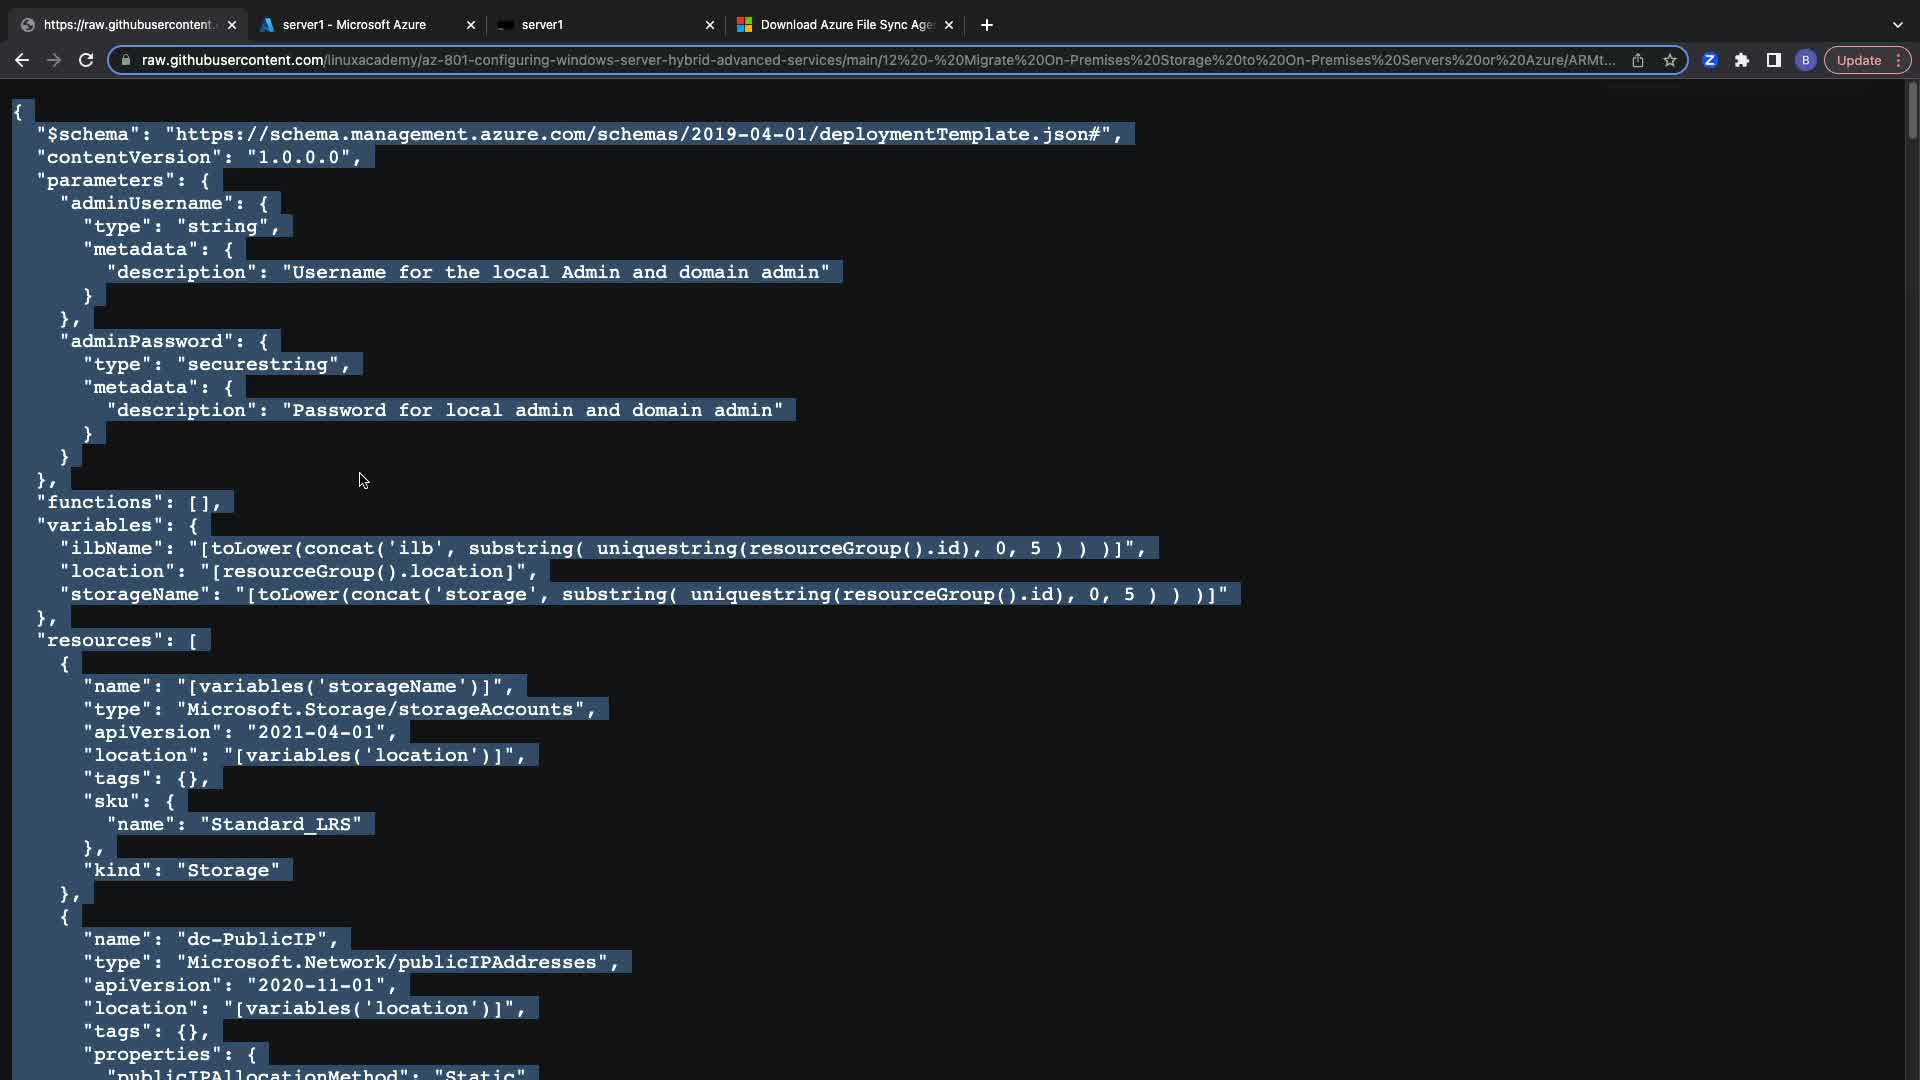 https://raw.githubusercontent.
server1 - Microsoft Azure
server1
Download Azure File Sync Age
raw.githubusercontent.com/linuxacademy/az-801-configuring-windows-server-hybrid-advanced-services/main/12%20-%20Migrate%20On-Premises%20Storage%20to%20On-Premises%20Servers%20or%20Azure/ARMt...
Z
B
Update
{
"$schema": "https://schema.management.azure.com/schemas/2019-04-01/deploymentTemplate.json#",
"contentVersion": "1.0.0.0",
"parameters": {
"adminUsername": {
"type": "string",
"metadata": {
"description": "Username for the local Admin and domain admin"
}
},
"adminPassword": {
"type": "securestring",
"metadata": {
"description": "Password for local admin and domain admin"
}
}
},
"functions": [],
"variables": {
"ilbName": "[toLower(concat('ilb', substring( uniquestring(resourceGroup().id), 0, 5 ) ) )]",
"location": "[resourceGroup().location]",
"storageName": "[toLower(concat('storage', substring( uniquestring(resourceGroup().id), 0, 5 ) ) )]"
},
"resources": [
{
"name": "[variables('storageName')]",
"type": "Microsoft.Storage/storageAccounts",
"apiVersion": "2021-04-01",
"location": "[variables('location')]",
"tags": {},
"sku": {
"name": "Standard_LRS"
},
"kind": "Storage"
},
{
"name": "dc-PublicIP",
"type": "Microsoft.Network/publicIPAddresses",
"apiVersion": "2020-11-01",
"location": "[variables('location')]",
"tags": {},
"properties": {
"publicIPAllocationMethod": "Static"